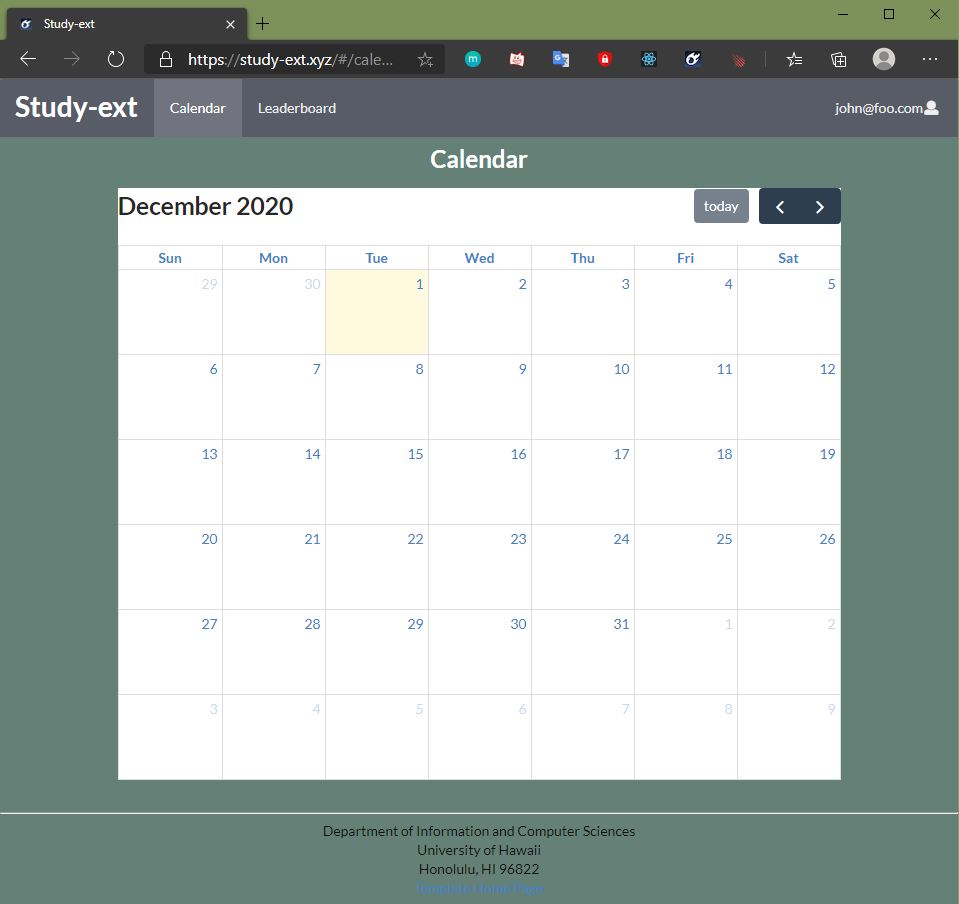 Study-ext
https://study-ext.xyz/#/cale...
Study-ext Calendar Leaderboard john@foo.com
Calendar
December 2020 today
Sun Mon Tue Wed Thu Fri Sat
29 30 1 2 3 4 5
6 7 8 9 10 11 12
13 14 15 16 17 18 19
20 21 22 23 24 25 26
27 28 29 30 31 1 2
3 4 5 6 7 8 9
Department of Information and Computer Sciences
University of Hawaii
Honolulu, HI 96822
Template Home Page